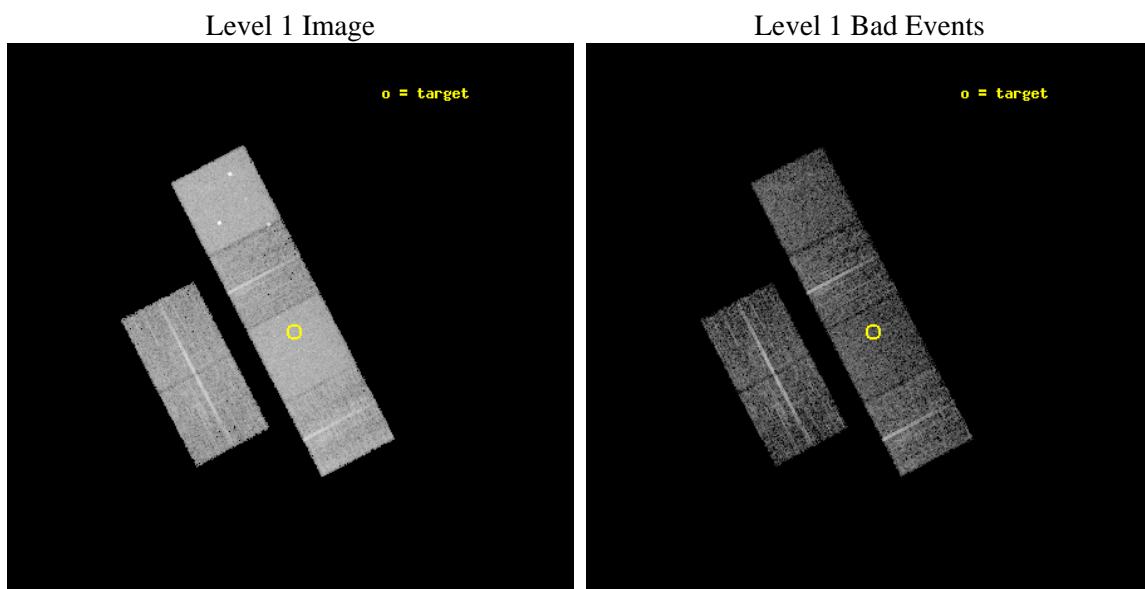 Level 1 Image
Level 1 Bad Events
o = target
o = target